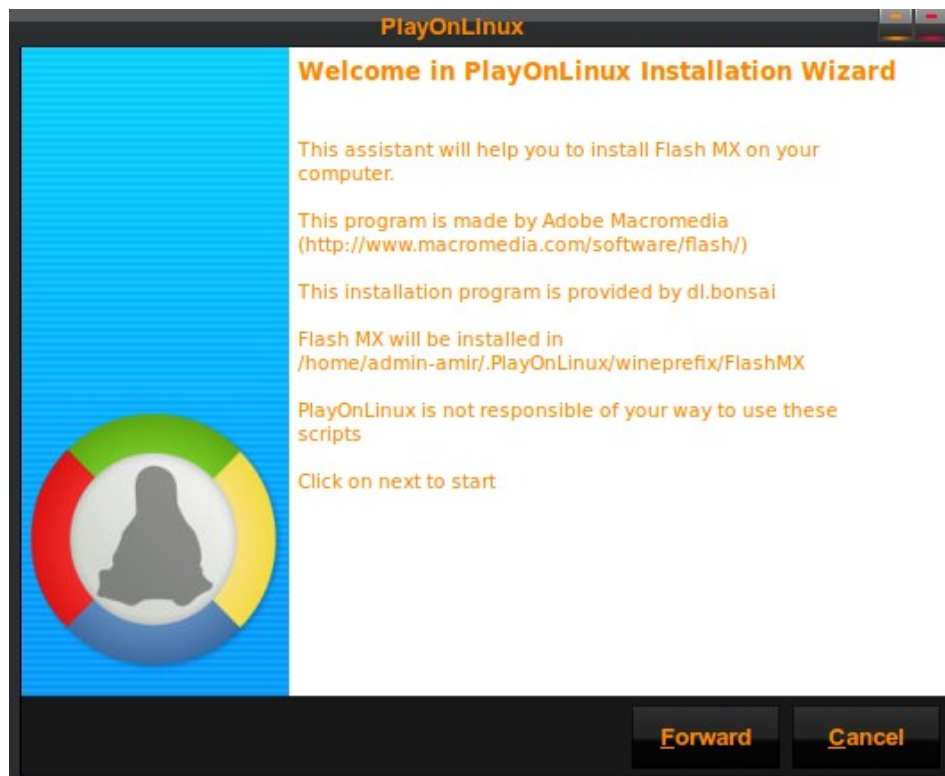 PlayOnLinux
Welcome in PlayOnLinux Installation Wizard
This assistant will help you to install Flash MX on your
computer.
This program is made by Adobe Macromedia
(http://www.macromedia.com/software/flash/)
This installation program is provided by dl.bonsai
Flash MX will be installed in
/home/admin-amir/.PlayOnLinux/wineprefix/FlashMX
PlayOnLinux is not responsible of your way to use these
scripts
Click on next to start
Forward
Cancel